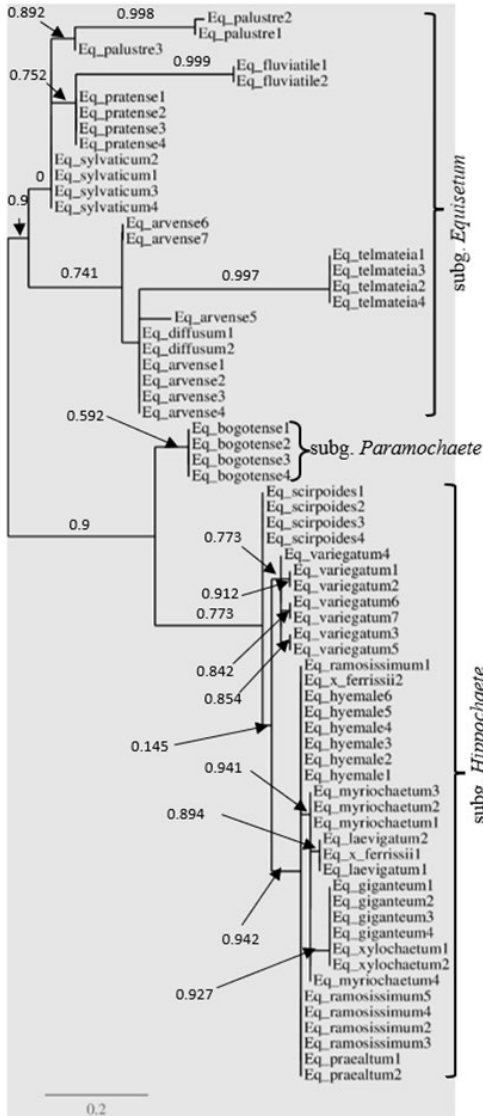 0.892
0.998
Eq_palustre2
Eq_palustre1
Eq_palustre3
0.752
0.999
Eq_fluviatile1
Eq_fluviatile2
Eq_pratense1
Eq_pratense2
Eq_pratense3
Eq_pratense4
Eq_sylvaticum2
0
Eq_sylvaticum1
Eq_sylvaticum3
0.9
Eq_sylvaticum4
Eq_arvense6
Eq_arvense7
0.741
0.997
Eq_telmateia1
Eq_telmateia3
Eq_telmateia2
Eq_telmateia4
Eq_arvense5
Eq_diffusum1
Eq_diffusum2
Eq_arvense1
Eq_arvense2
Eq_arvense3
Eq_arvense4
subg. Equisetum
0.592
Eq_bogotense1
Eq_bogotense2
Eq_bogotense3
Eq_bogotense4
subg. Paramochaete
0.9
Eq_scirpoides1
Eq_scirpoides2
Eq_scirpoides3
Eq_scirpoides4
0.773
Eq_variegatum4
Eq_variegatum1
0.912
Eq_variegatum2
0.773
Eq_variegatum6
Eq_variegatum7
Eq_variegatum3
0.842
Eq_variegatum5
0.854
Eq_ramosissimum1
Eq_x_ferrissii2
Eq_hyemale6
Eq_hyemale5
Eq_hyemale4
0.145
Eq_hyemale3
Eq_hyemale2
0.941
Eq_hyemale1
Eq_myriochaetum3
Eq_myriochaetum2
0.894
Eq_myriochaetum1
Eq_laevigatum2
Eq_x_ferrissii1
Eq_laevigatum1
Eq_giganteum1
Eq_giganteum2
Eq_giganteum3
0.942
Eq_giganteum4
Eq_xylochaetum1
Eq_xylochaetum2
0.927
Eq_myriochaetum4
Eq_ramosissimum5
Eq_ramosissimum4
Eq_ramosissimum2
Eq_ramosissimum3
Eq_praealtum1
Eq_praealtum2
subg. Hippochaete
0.2